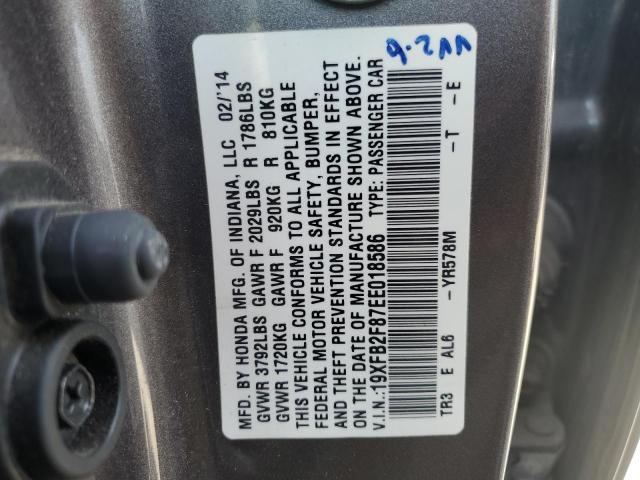 MFD. BY HONDA MFG. OF INDIANA, LLC 02/'14
GVWR 3792LBS GAWR F 2029LBS R 1786LBS
GVWR 1720KG GAWR F 920KG R 810KG
THIS VEHICLE CONFORMS TO ALL APPLICABLE
FEDERAL MOTOR VEHICLE SAFETY, BUMPER,
AND THEFT PREVENTION STANDARDS IN EFFECT
ON THE DATE OF MANUFACTURE SHOWN ABOVE.
V.I.N.:19XFB2F87EE018586 TYPE: PASSENGER CAR
TR3 E AL6 -YR578M -T -E